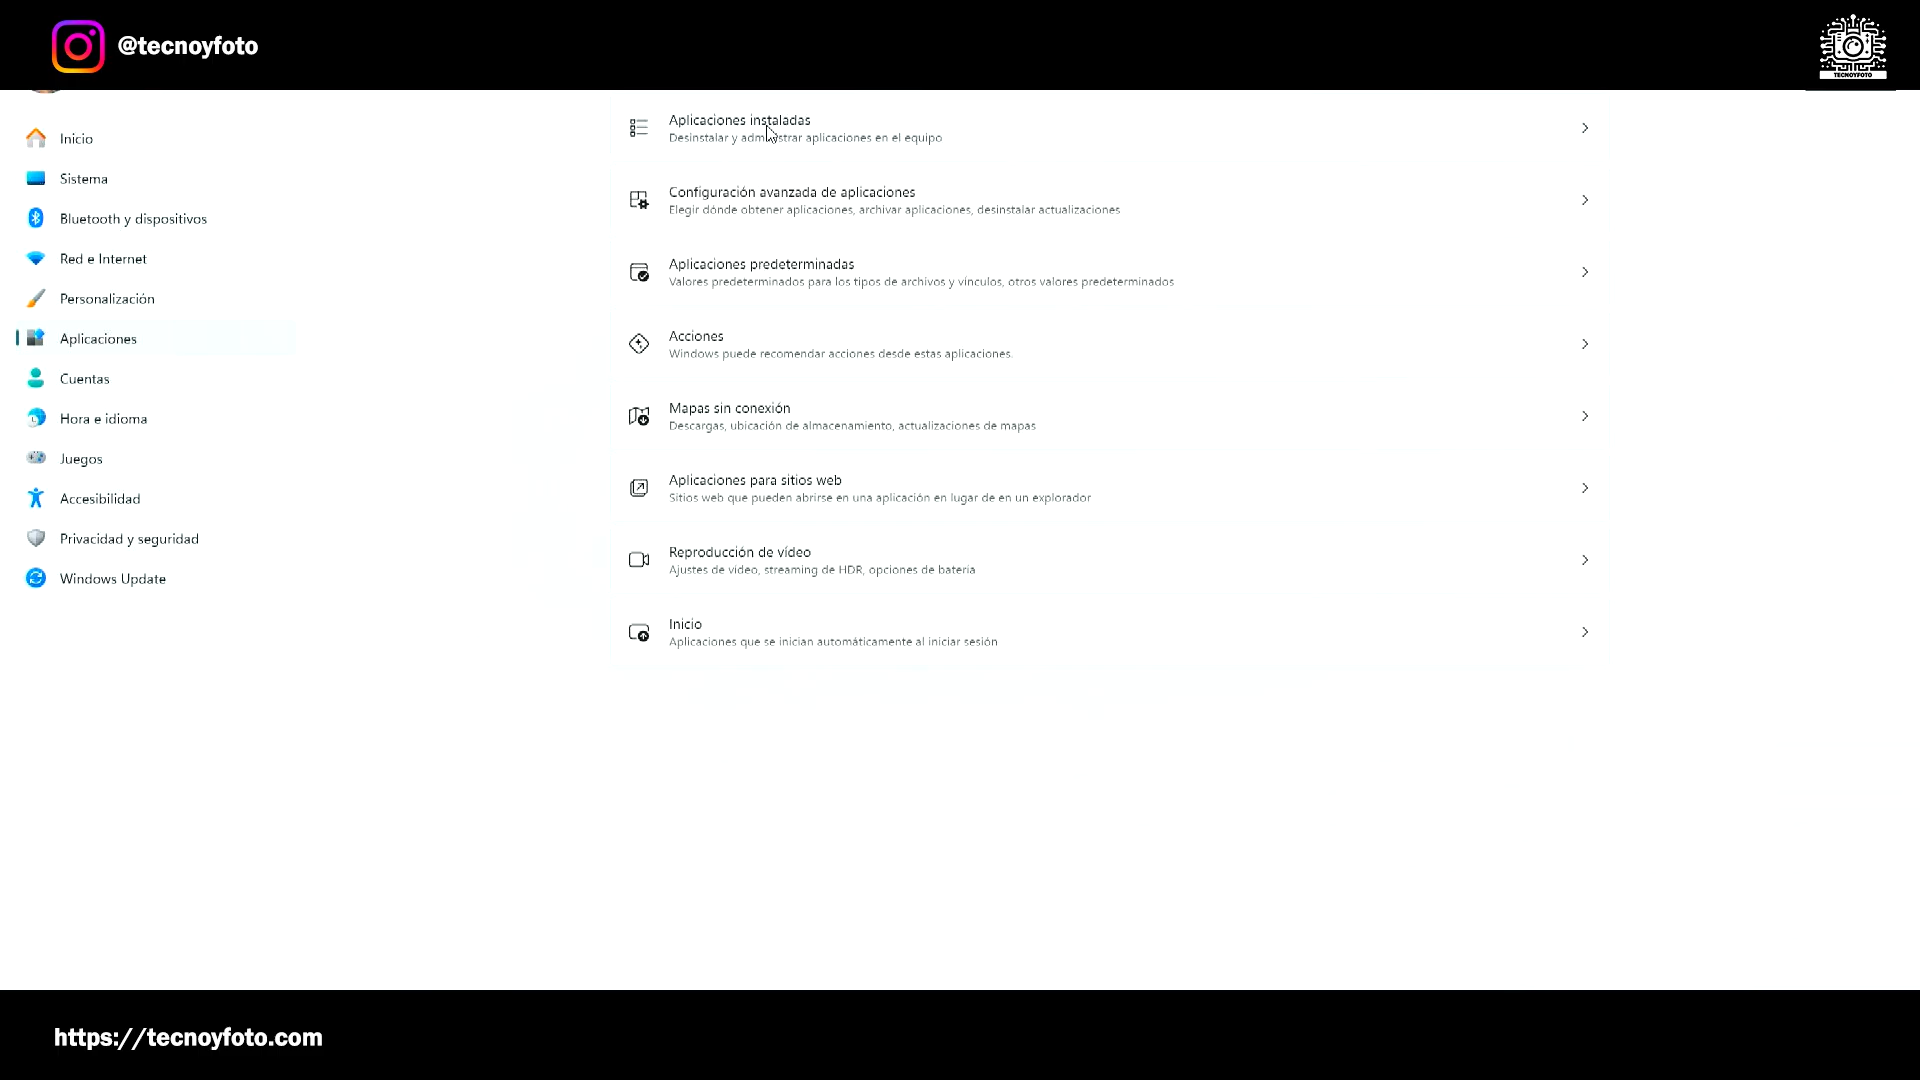 @tecnoyfoto
TECNOYFOTO
Inicio
Sistema
Bluetooth y dispositivos
Red e Internet
Personalización
Aplicaciones
Cuentas
Hora e idioma
Juegos
Accesibilidad
Privacidad y seguridad
Windows Update
Aplicaciones instaladas
Desinstalar y administrar aplicaciones en el equipo
Configuración avanzada de aplicaciones
Elegir dónde obtener aplicaciones, archivar aplicaciones, desinstalar actualizaciones
Aplicaciones predeterminadas
Valores predeterminados para los tipos de archivos y vínculos, otros valores predeterminados
Acciones
Windows puede recomendar acciones desde estas aplicaciones.
Mapas sin conexión
Descargas, ubicación de almacenamiento, actualizaciones de mapas
Aplicaciones para sitios web
Sitios web que pueden abrirse en una aplicación en lugar de en un explorador
Reproducción de vídeo
Ajustes de vídeo, streaming de HDR, opciones de batería
Inicio
Aplicaciones que se inician automáticamente al iniciar sesión
https://tecnoyfoto.com